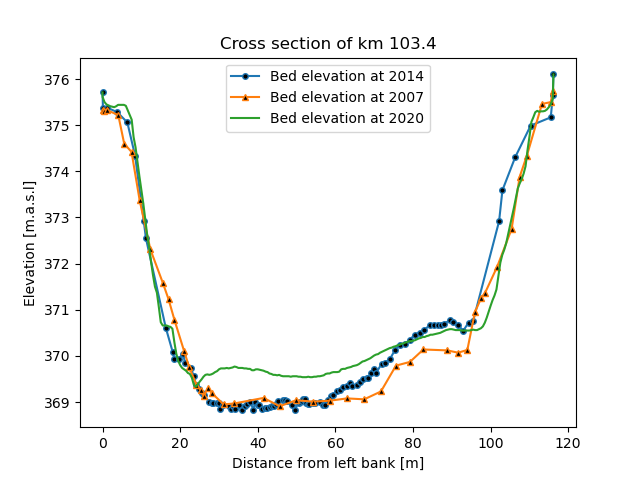 Cross section of km 103.4
Bed elevation at 2014
Bed elevation at 2007
Bed elevation at 2020
Elevation [m.a.s.l]
376
375
374
373
372
371
370
369
0 20 40 60 80 100 120
Distance from left bank [m]